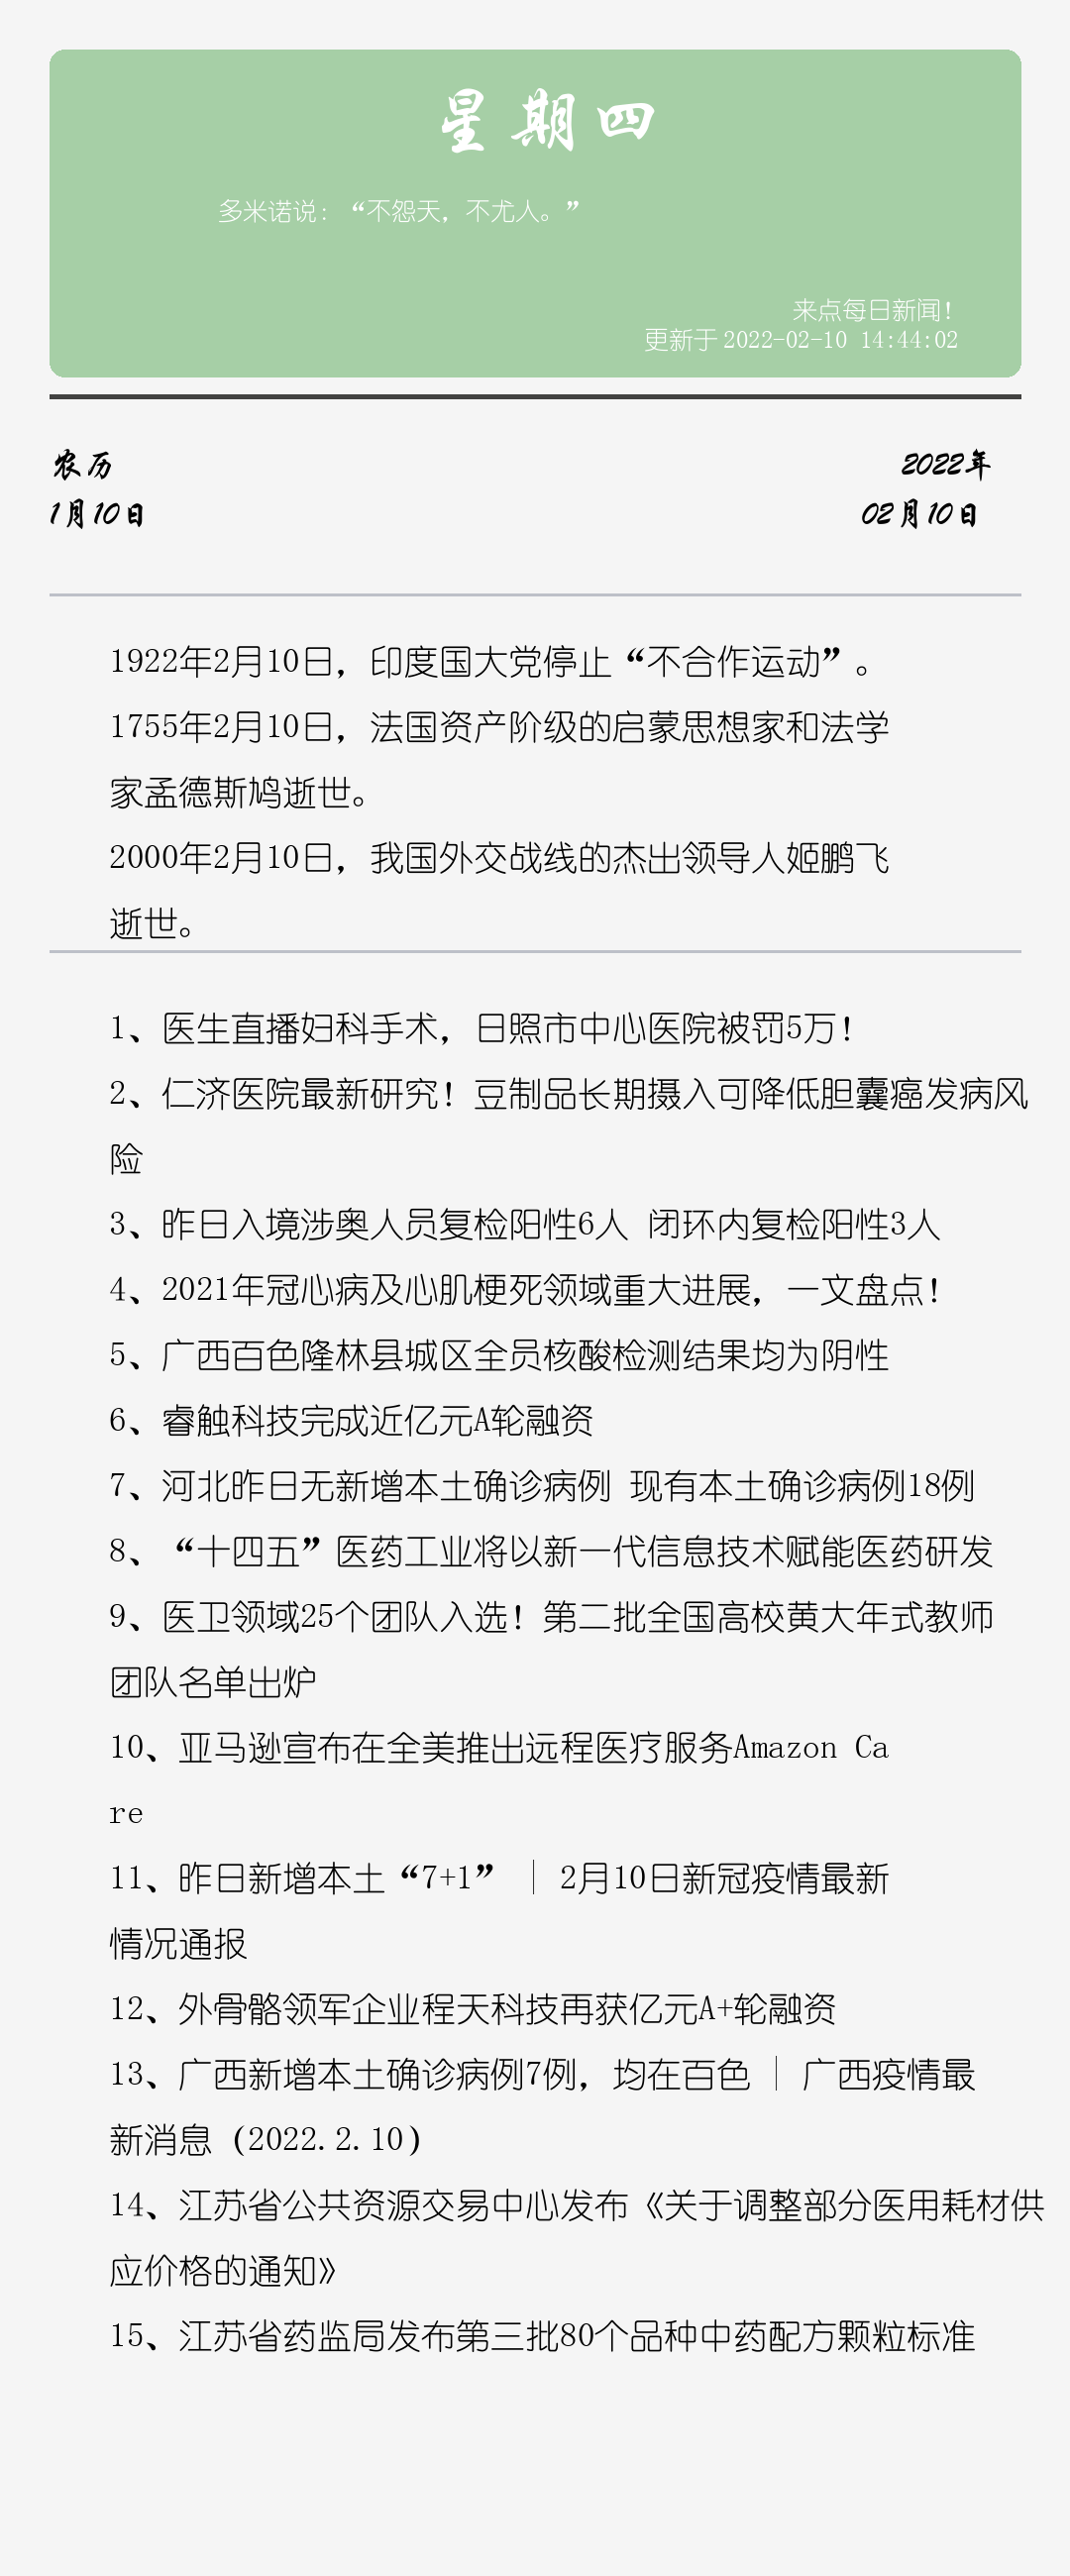 星期四
多米诺说：“不怨天，不尤人。”
来点每日新闻！
更新于 2022-02-10 14:44:02
农历
2022年
1月10日
02月10日
1922年2月10日，印度国大党停止“不合作运动”。
1755年2月10日，法国资产阶级的启蒙思想家和法学
家孟德斯鸠逝世。
2000年2月10日，我国外交战线的杰出领导人姬鹏飞
逝世。
1、医生直播妇科手术，日照市中心医院被罚5万！
2、仁济医院最新研究！豆制品长期摄入可降低胆囊癌发病风
险
3、昨日入境涉奥人员复检阳性6人 闭环内复检阳性3人
4、2021年冠心病及心肌梗死领域重大进展，一文盘点！
5、广西百色隆林县城区全员核酸检测结果均为阴性
6、睿触科技完成近亿元A轮融资
7、河北昨日无新增本土确诊病例 现有本土确诊病例18例
8、“十四五”医药工业将以新一代信息技术赋能医药研发
9、医卫领域25个团队入选！第二批全国高校黄大年式教师
团队名单出炉
10、亚马逊宣布在全美推出远程医疗服务Amazon Ca
re
11、昨日新增本土“7+1” | 2月10日新冠疫情最新
情况通报
12、外骨骼领军企业程天科技再获亿元A+轮融资
13、广西新增本土确诊病例7例，均在百色 | 广西疫情最
新消息（2022.2.10）
14、江苏省公共资源交易中心发布《关于调整部分医用耗材供
应价格的通知》
15、江苏省药监局发布第三批80个品种中药配方颗粒标准